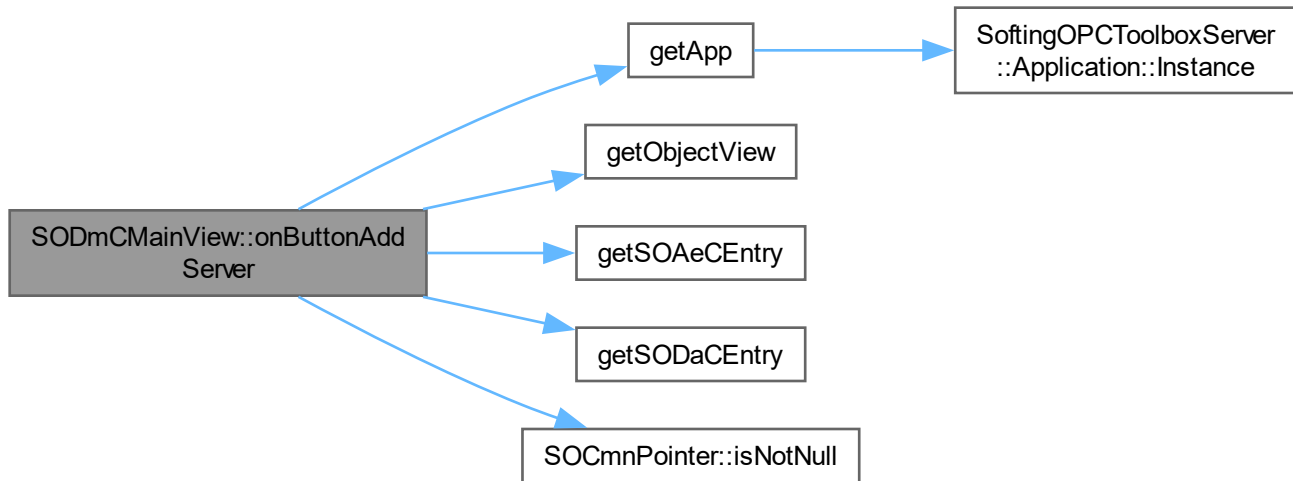 getApp
SoftingOPCToolboxServer
::Application::Instance
getObjectView
SODmCMainView::onButtonAdd
Server
getSOAeCEntry
getSODaCEntry
SOCmnPointer::isNotNull